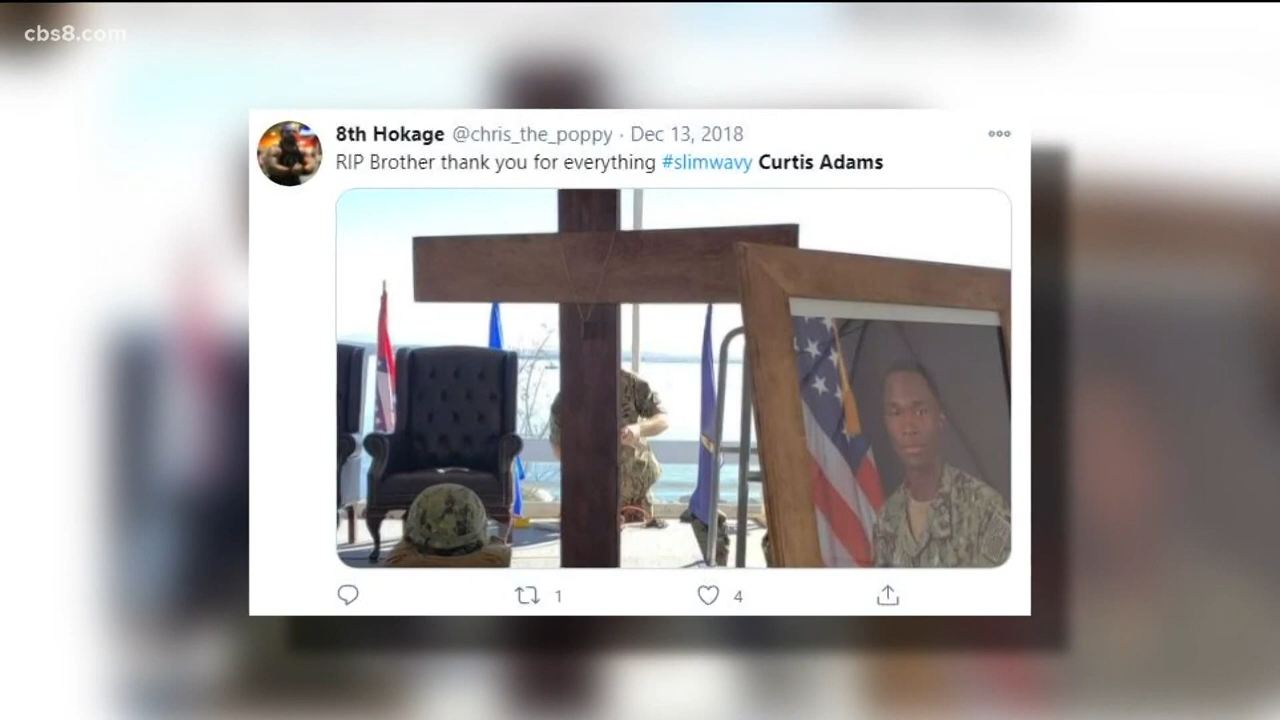 cbs8.com
8th Hokage @chris_the_poppy · Dec 13, 2018
RIP Brother thank you for everything #slimwavy Curtis Adams
1 4